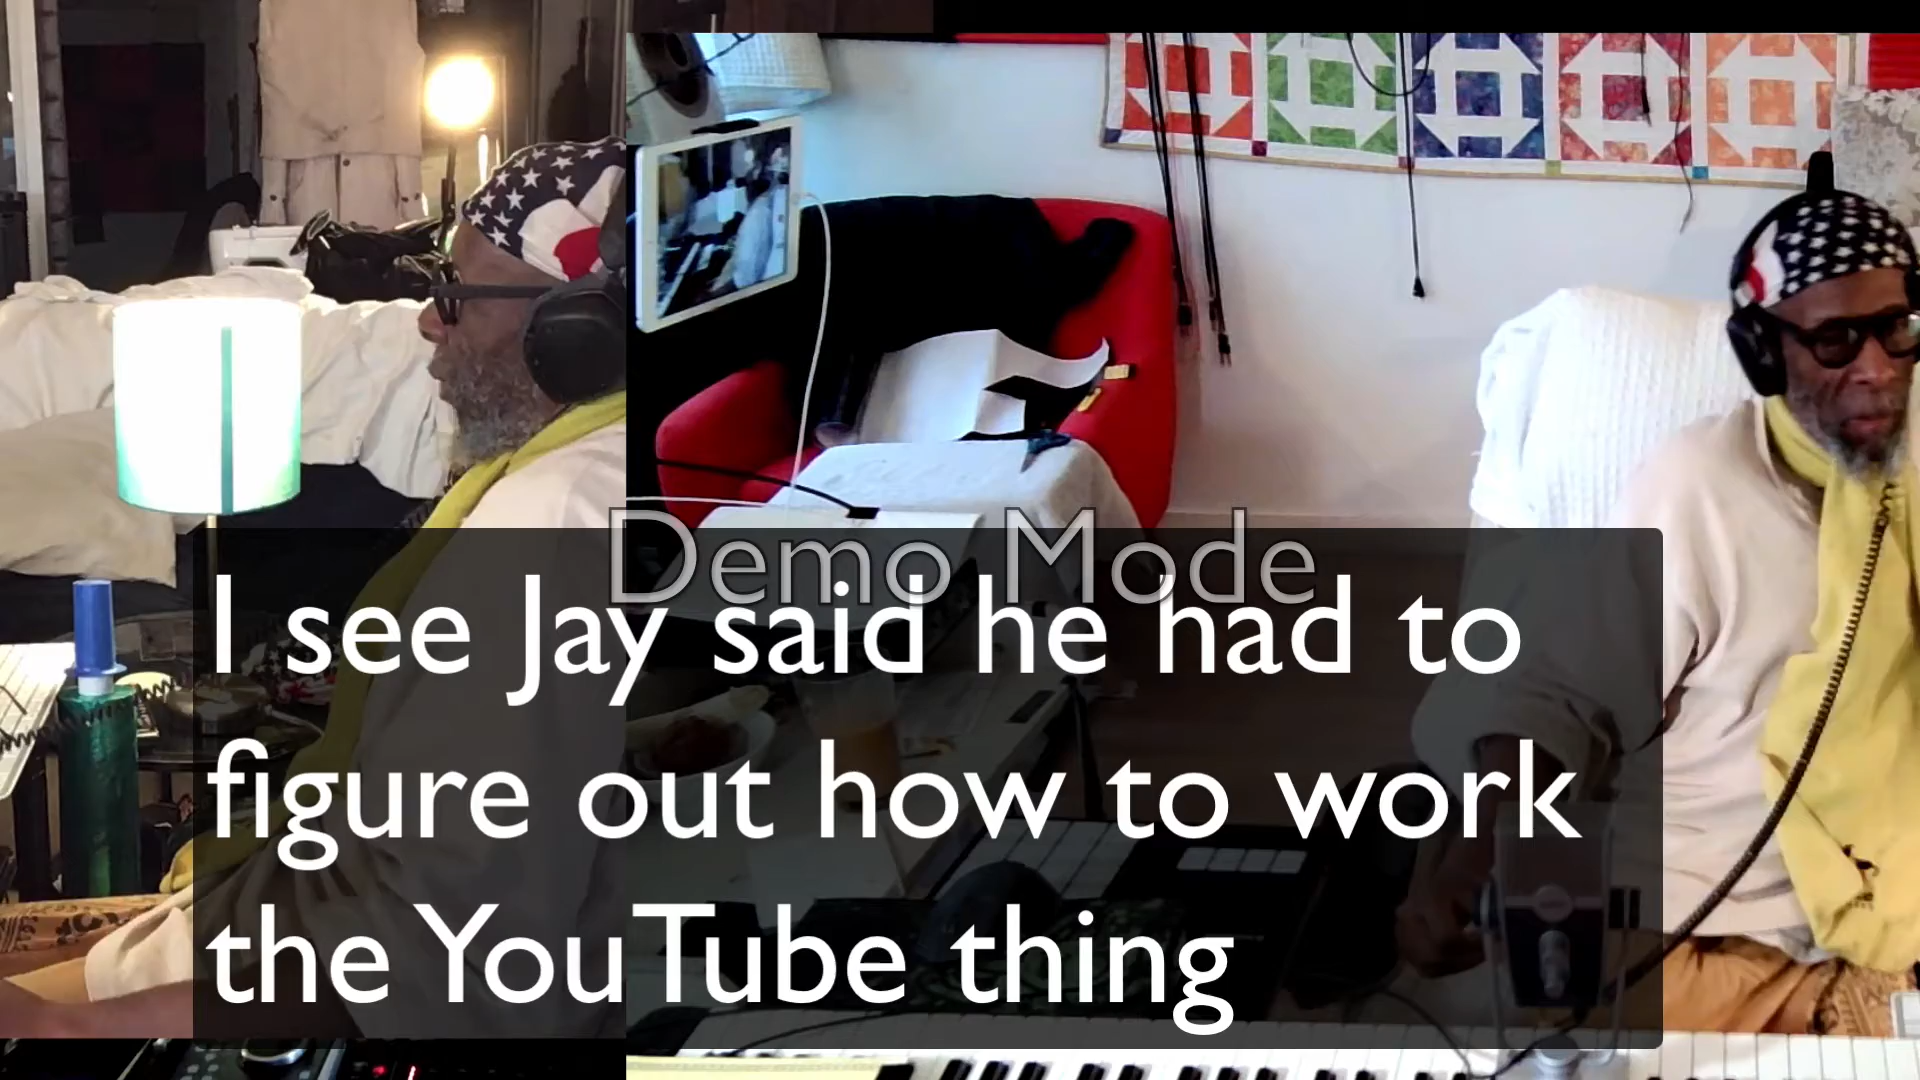 Demo Mode
I see Jay said he had to
figure out how to work
the YouTube thing